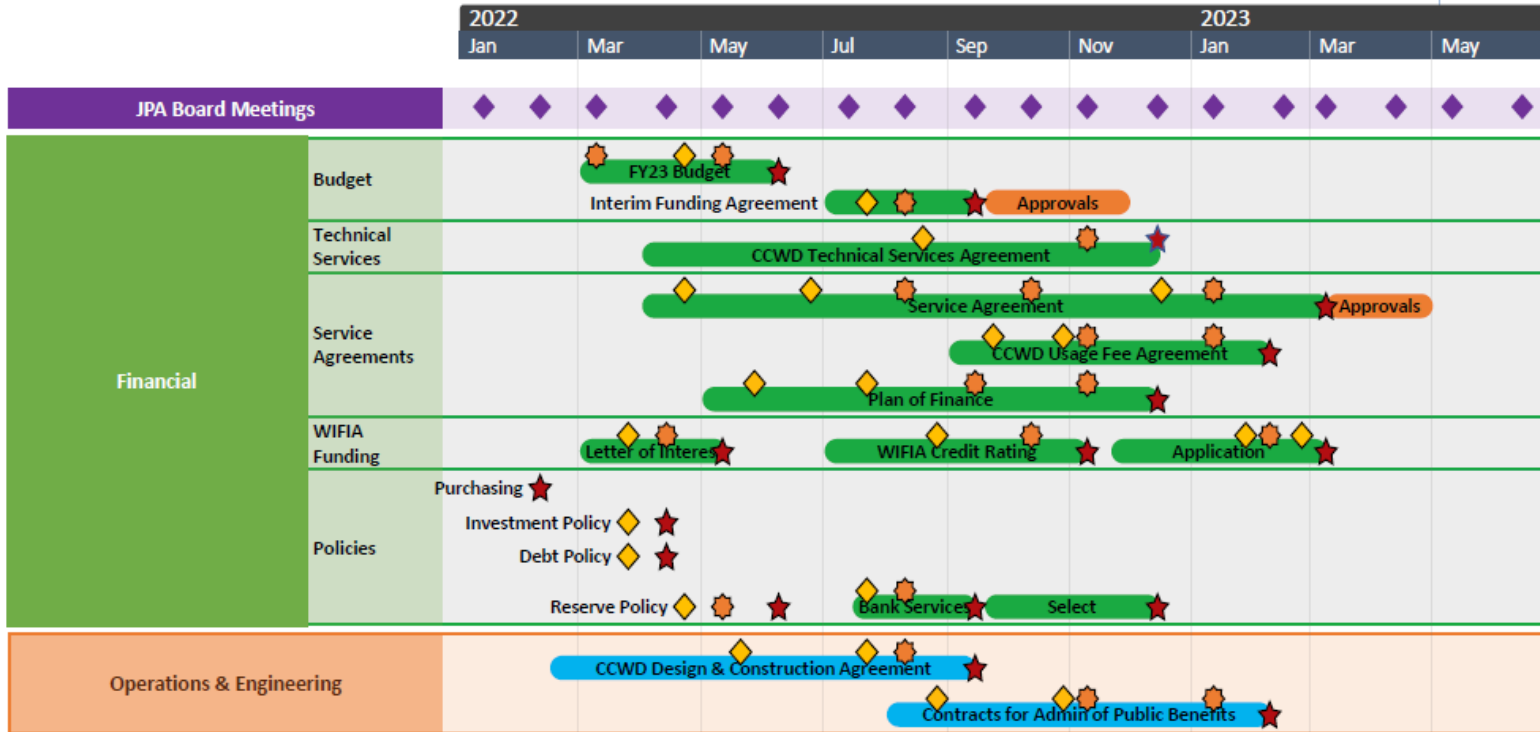 2022 2023
Jan Mar May Jul Sep Nov Jan Mar May
JPA Board Meetings
Financial
Budget
FY23 Budget
Interim Funding Agreement
Approvals
Technical
Services
CCWD Technical Services Agreement
Service
Agreements
Service Agreement
Approvals
CCWD Usage Fee Agreement
Plan of Finance
WIFIA
Funding
Letter of Interest
WIFIA Credit Rating
Application
Policies
Purchasing
Investment Policy
Debt Policy
Reserve Policy
Bank Services
Select
Operations & Engineering
CCWD Design & Construction Agreement
Contracts for Admin of Public Benefits